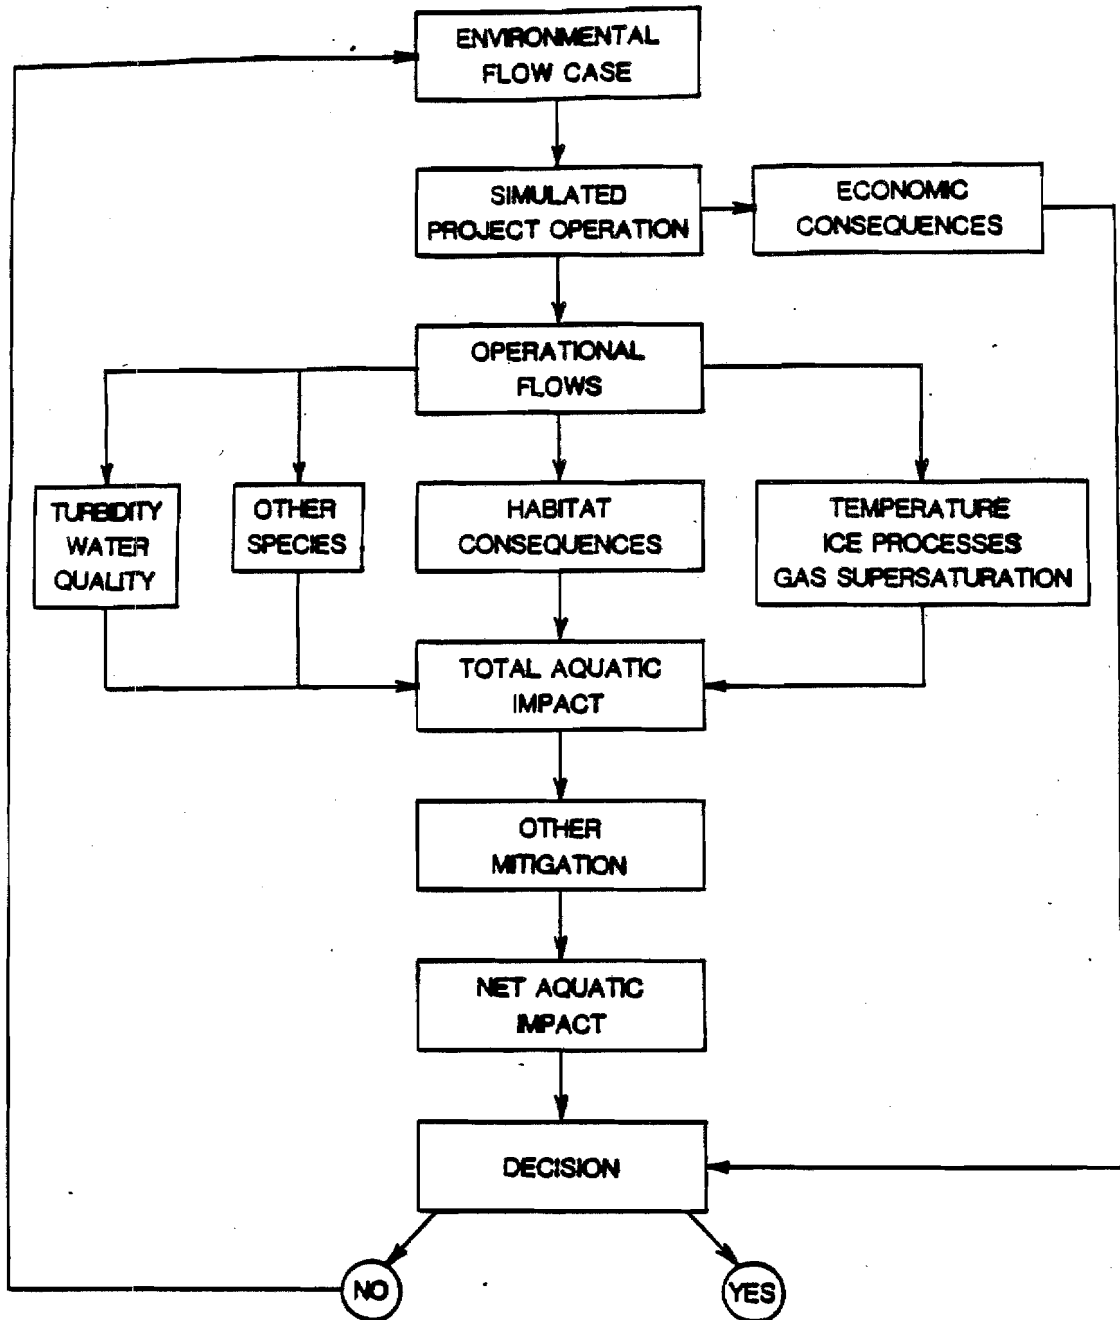 ENVIRONMENTAL
FLOW CASE
SIMULATED
PROJECT OPERATION
ECONOMIC
CONSEQUENCES
OPERATIONAL
FLOWS
TURBIDITY
WATER
QUALITY
OTHER
SPECIES
HABITAT
CONSEQUENCES
TEMPERATURE
ICE PROCESSES
GAS SUPERSATURATION
TOTAL AQUATIC
IMPACT
OTHER
MITIGATION
NET AQUATIC
IMPACT
DECISION
NO
YES